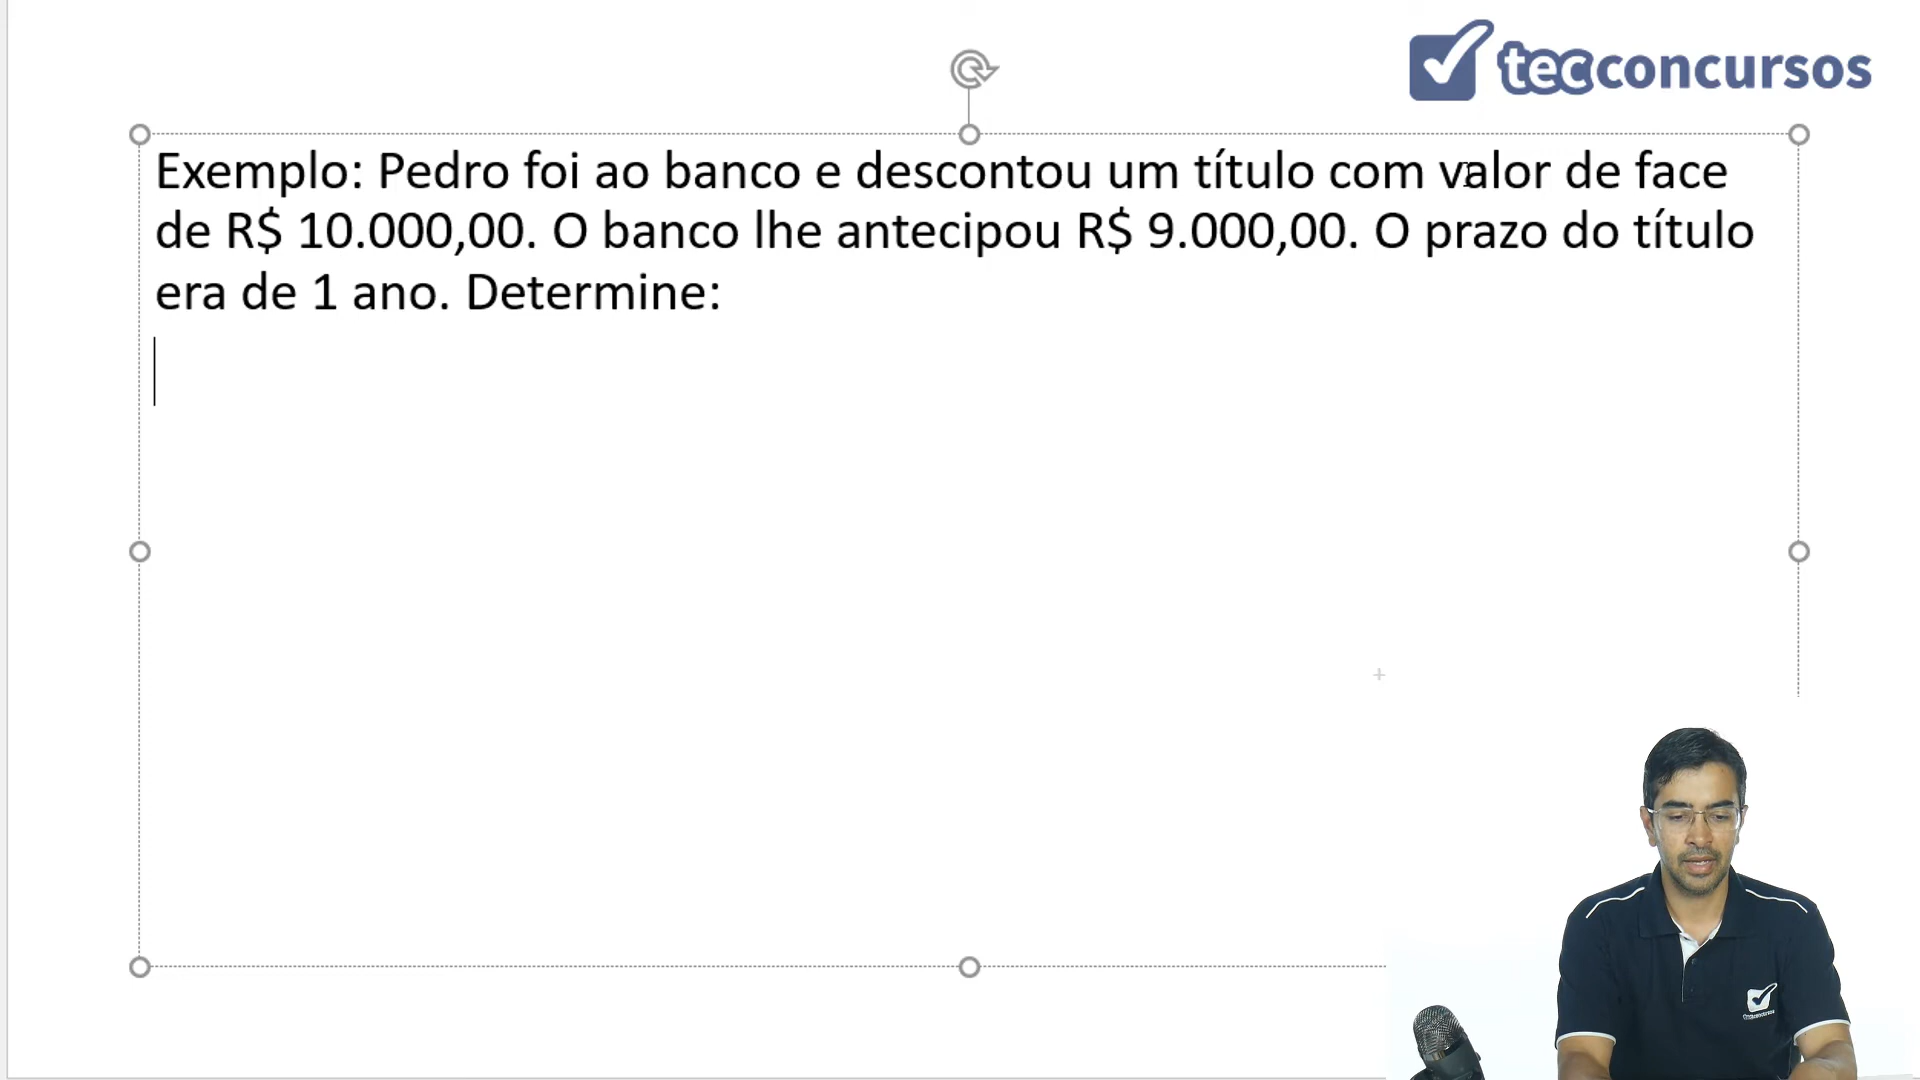 tecconcursos
Exemplo: Pedro foi ao banco e descontou um título com valor de face
de R$ 10.000,00. O banco lhe antecipou R$ 9.000,00. O prazo do título
era de 1 ano. Determine: